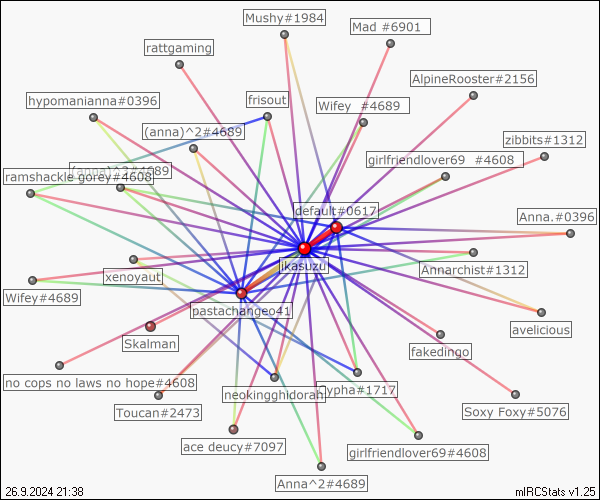 Mushy#1984
Mad #6901
rattgaming
AlpineRooster#2156
hypomanianna#0396
frisout
Wifey #4689
(anna)^2#4689
zibbits#1312
girlfriendlover69 #4608
(anna)^2#4689
ramshackle gorey#4608
default#0617
Anna.#0396
jkasuzu
Annarchist#1312
xenoyaut
Wifey#4689
pastachangeo41
avelicious
Skalman
fakedingo
no cops no laws no hope#4608
neokingghidorah
Cypha#1717
Toucan#2473
Soxy Foxy#5076
ace deucy#7097
girlfriendlover69#4608
Anna^2#4689
26.9.2024 21:38
mIRCStats v1.25